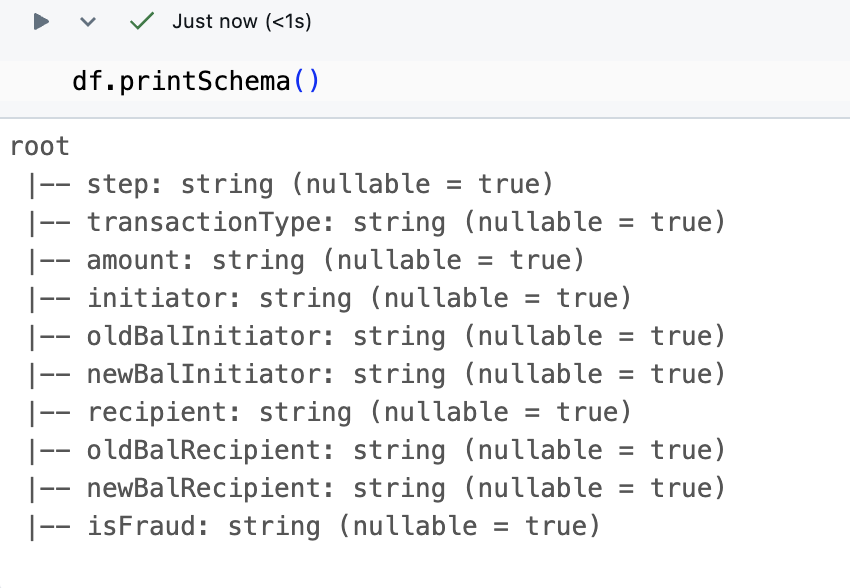 Just now (<1s)
df.printSchema()
root
 |-- step: string (nullable = true)
 |-- transactionType: string (nullable = true)
 |-- amount: string (nullable = true)
 |-- initiator: string (nullable = true)
 |-- oldBalInitiator: string (nullable = true)
 |-- newBalInitiator: string (nullable = true)
 |-- recipient: string (nullable = true)
 |-- oldBalRecipient: string (nullable = true)
 |-- newBalRecipient: string (nullable = true)
 |-- isFraud: string (nullable = true)